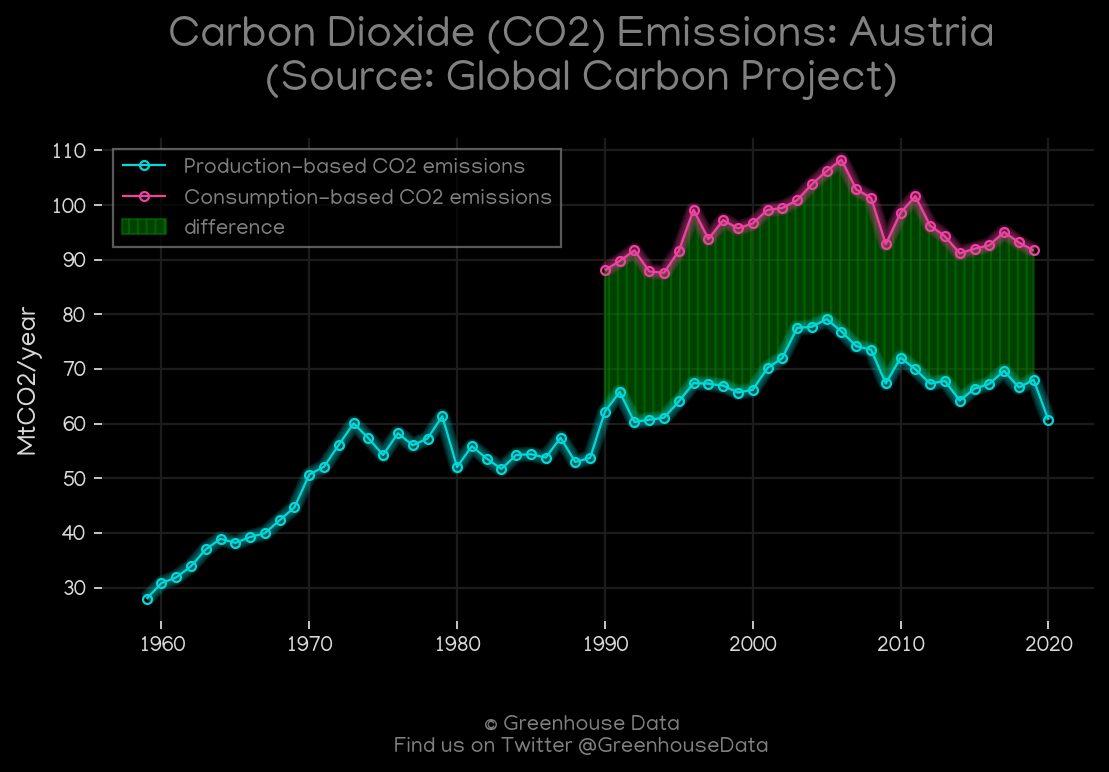 Carbon Dioxide (CO2) Emissions: Austria
(Source: Global Carbon Project)
110
100
90
80
70
60
50
40
30
MtCO2/year
Production-based CO2 emissions
Consumption-based CO2 emissions
difference
1960 1970 1980 1990 2000 2010 2020
© Greenhouse Data
Find us on Twitter @GreenhouseData